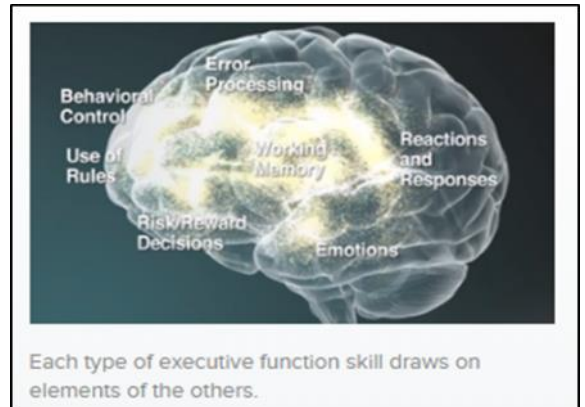 Error
Processing
Behavioral
Control
Use of
Rules
Working
Memory
Reactions
and
Responses
Risk/Reward
Decisions
Emotions
Each type of executive function skill draws on
elements of the others.